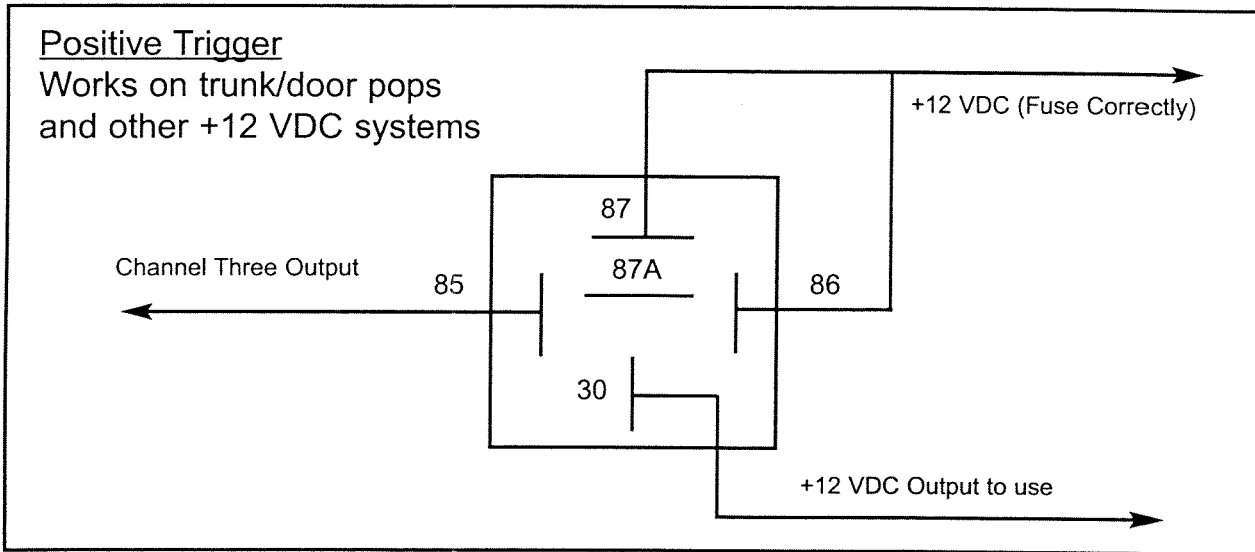 Positive Trigger
Works on trunk/door pops
and other +12 VDC systems
+12 VDC (Fuse Correctly)
87
Channel Three Output
85
87A
86
30
+12 VDC Output to use